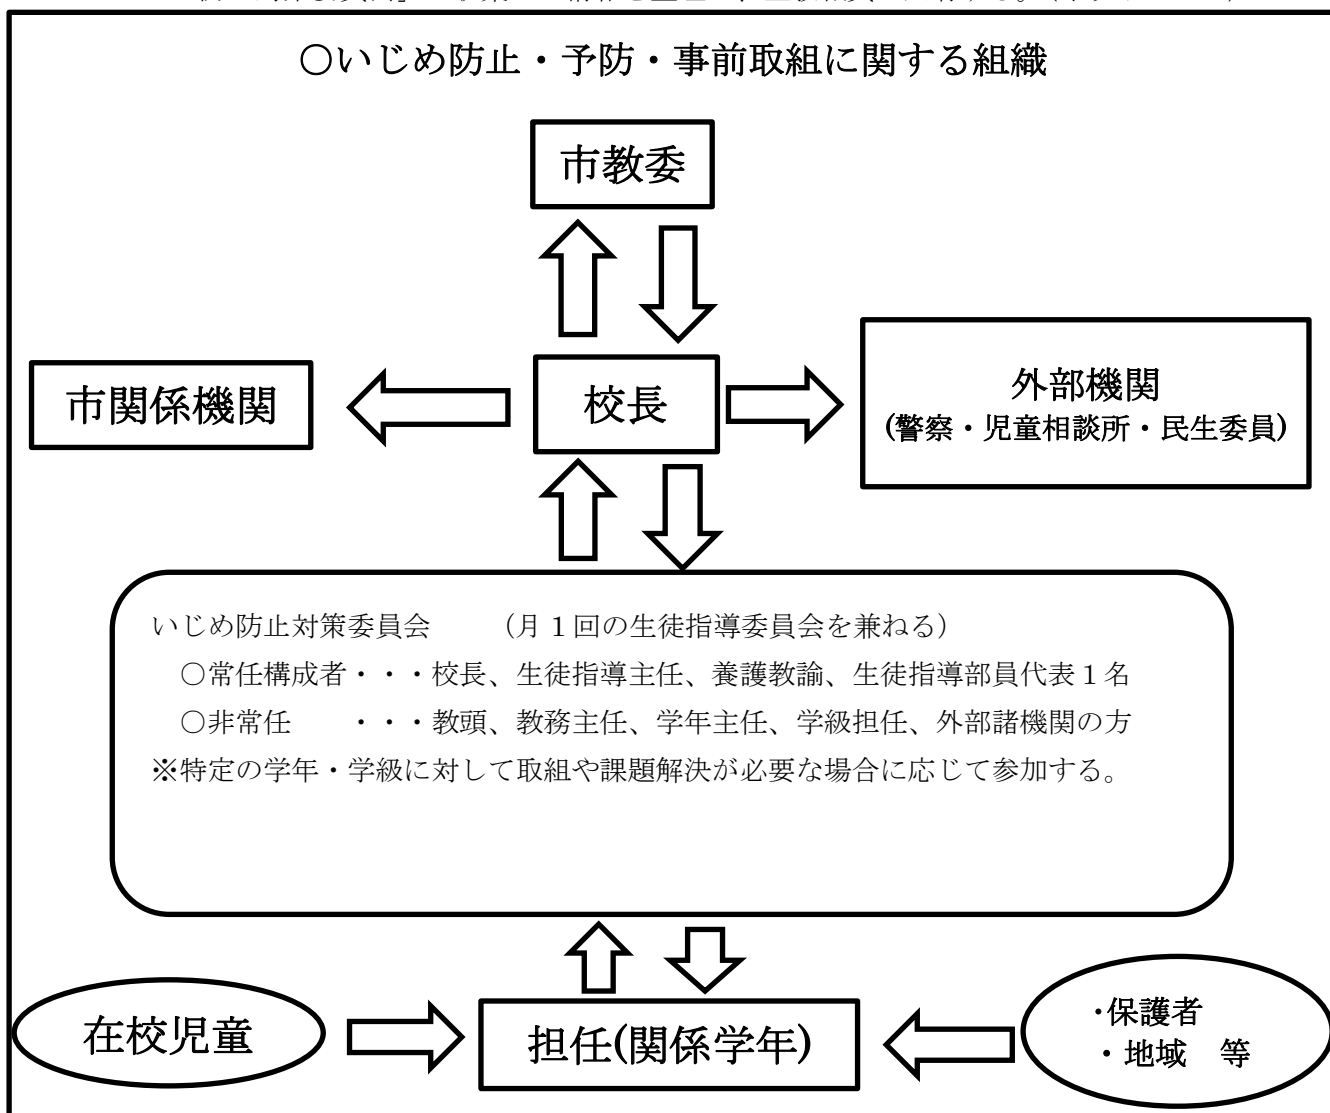 ○いじめ防止・予防・事前取組に関する組織
市教委
市関係機関
校長
外部機関
(警察・児童相談所・民生委員)
いじめ防止対策委員会　　（月１回の生徒指導委員会を兼ねる）
○常任構成者・・・校長、生徒指導主任、養護教諭、生徒指導部員代表１名
○非常任　　・・・教頭、教務主任、学年主任、学級担任、外部諸機関の方
※特定の学年・学級に対して取組や課題解決が必要な場合に応じて参加する。
在校児童
担任(関係学年)
・保護者
・地域　等